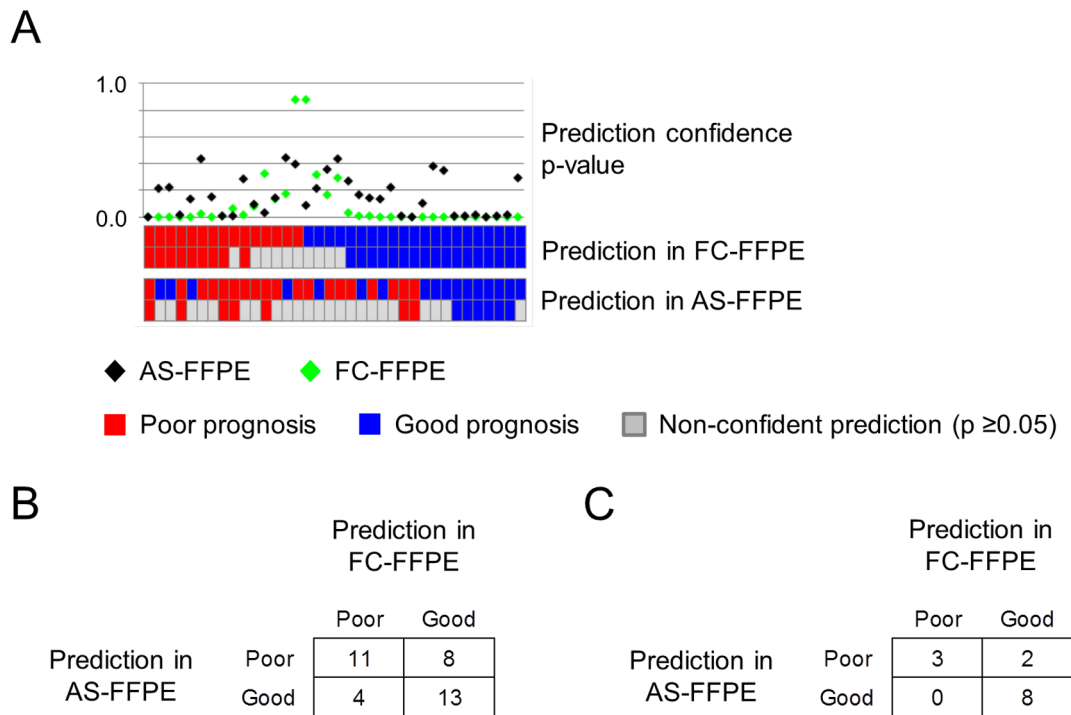 A
1.0
0.0
Prediction confidence
p-value
Prediction in FC-FFPE
Prediction in AS-FFPE
AS-FFPE FC-FFPE
Poor prognosis Good prognosis Non-confident prediction (p ≥0.05)
B
Prediction in
FC-FFPE
Poor Good
Prediction in
AS-FFPE
Poor 11 8
Good 4 13
C
Prediction in
FC-FFPE
Poor Good
Prediction in
AS-FFPE
Poor 3 2
Good 0 8